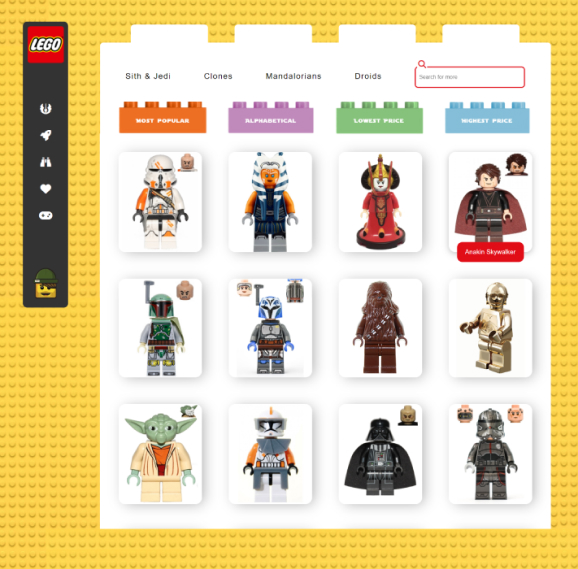 LEGO
Sith & Jedi
Clones
Mandalorians
Droids
Search for more
MOST POPULAR
ALPHABETICAL
LOWEST PRICE
HIGHEST PRICE
Anakin Skywalker